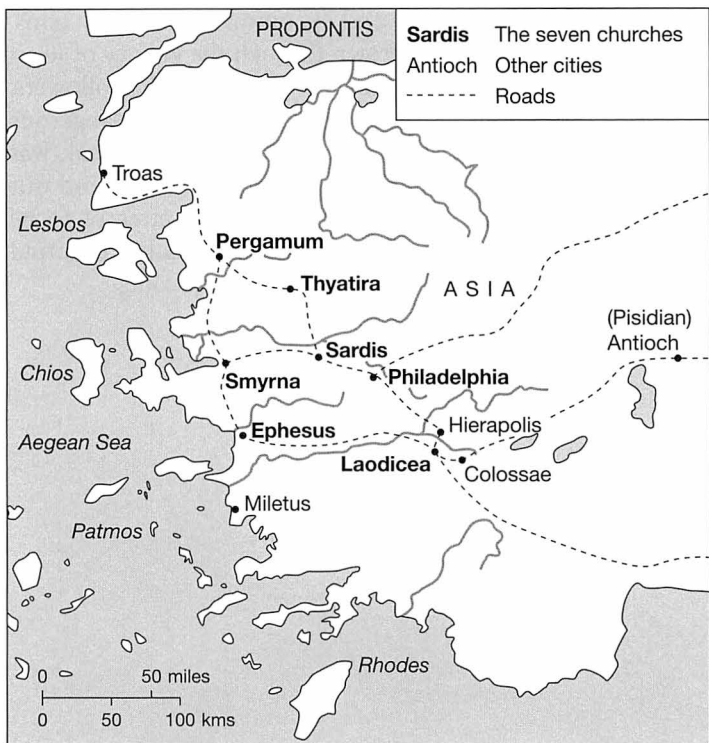 PROPONTIS
Sardis The seven churches
Antioch Other cities
Roads
Troas
Lesbos
Pergamum
Thyatira
ASIA
(Pisidian)
Antioch
Sardis
Chios
Smyrna
Philadelphia
Hierapolis
Aegean Sea
Ephesus
Laodicea
Colossae
Miletus
Patmos
Rhodes
0 50 miles
0 50 100 kms